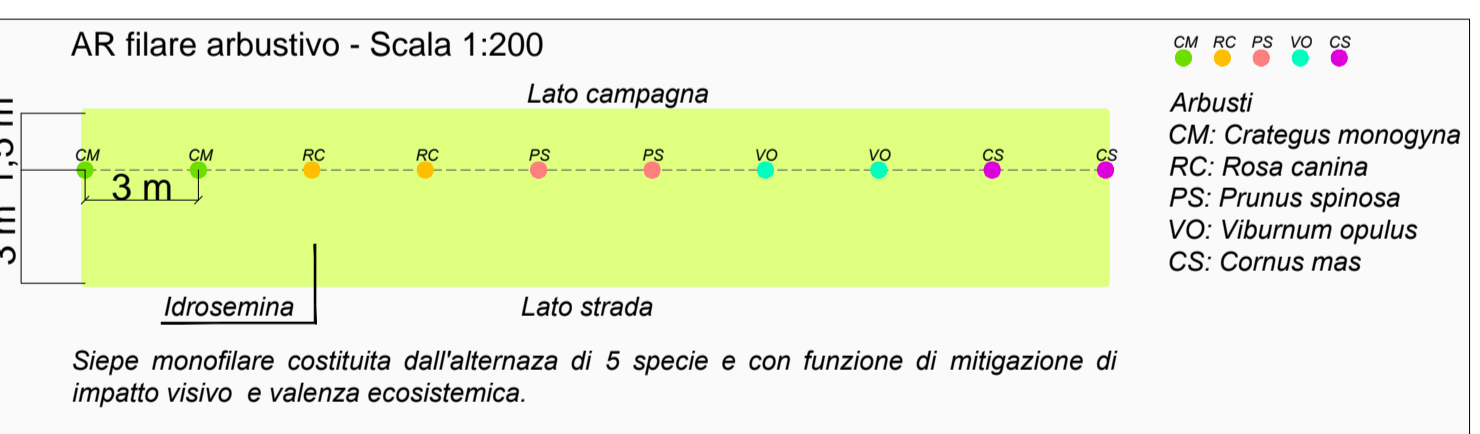 AR filare arbustivo - Scala 1:200
CM RC PS VO CS
Lato campagna
Arbusti
CM: Crategus monogyna
RC: Rosa canina
PS: Prunus spinosa
VO: Viburnum opulus
CS: Cornus mas
1,5 m
CM CM RC RC PS PS VO VO CS CS
3 m
3 m
Idrosemina
Lato strada
Siepe monofilare costituita dall'alternaza di 5 specie e con funzione di mitigazione di
impatto visivo e valenza ecosistemica.